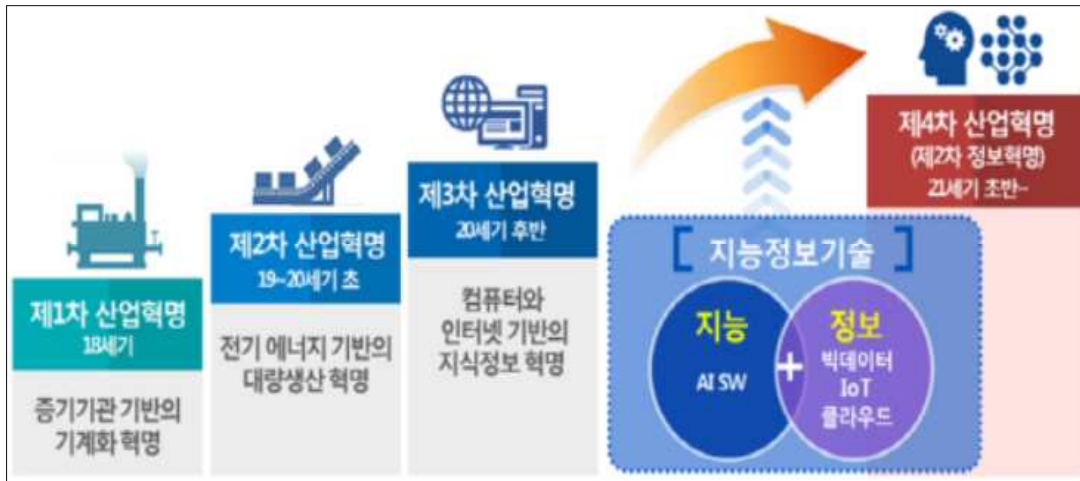 제1차 산업혁명
18세기
증기기관 기반의
기계화 혁명
제2차 산업혁명
19~20세기 초
전기 에너지 기반의
대량생산 혁명
제3차 산업혁명
20세기 후반
컴퓨터와
인터넷 기반의
지식정보 혁명
[ 지능정보기술 ]
지능
AI SW
+
정보
빅데이터
IoT
클라우드
제4차 산업혁명
(제2차 정보혁명)
21세기 초반~